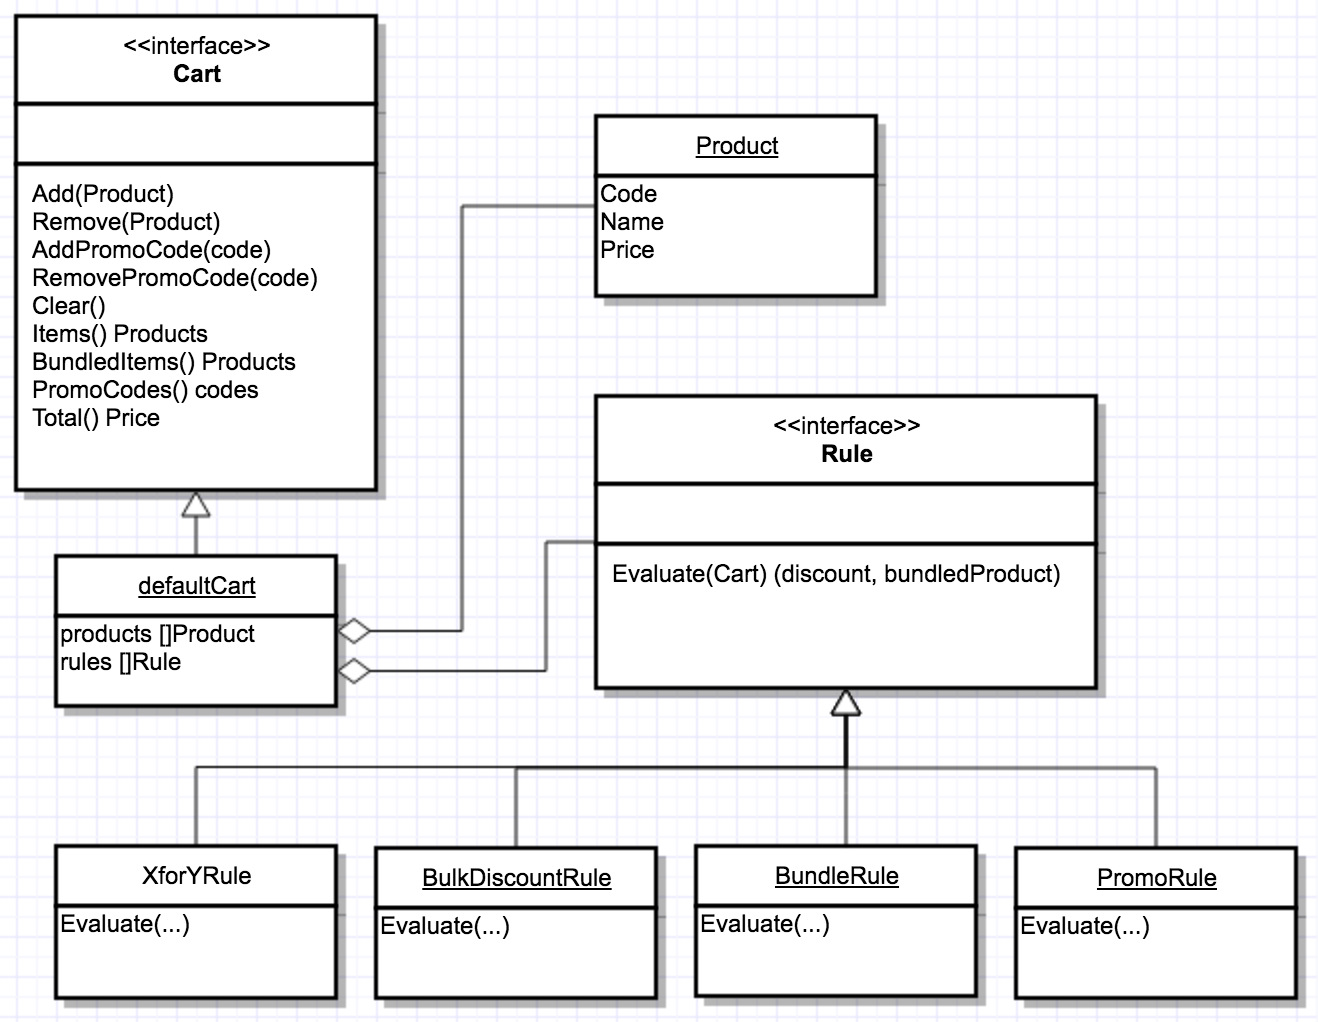 <<interface>>
Cart
Add(Product)
Remove(Product)
AddPromoCode(code)
RemovePromoCode(code)
Clear()
Items() Products
BundledItems() Products
PromoCodes() codes
Total() Price
Product
Code
Name
Price
<<interface>>
Rule
Evaluate(Cart) (discount, bundledProduct)
defaultCart
products []Product
rules []Rule
XforYRule
Evaluate(...)
BulkDiscountRule
Evaluate(...)
BundleRule
Evaluate(...)
PromoRule
Evaluate(...)